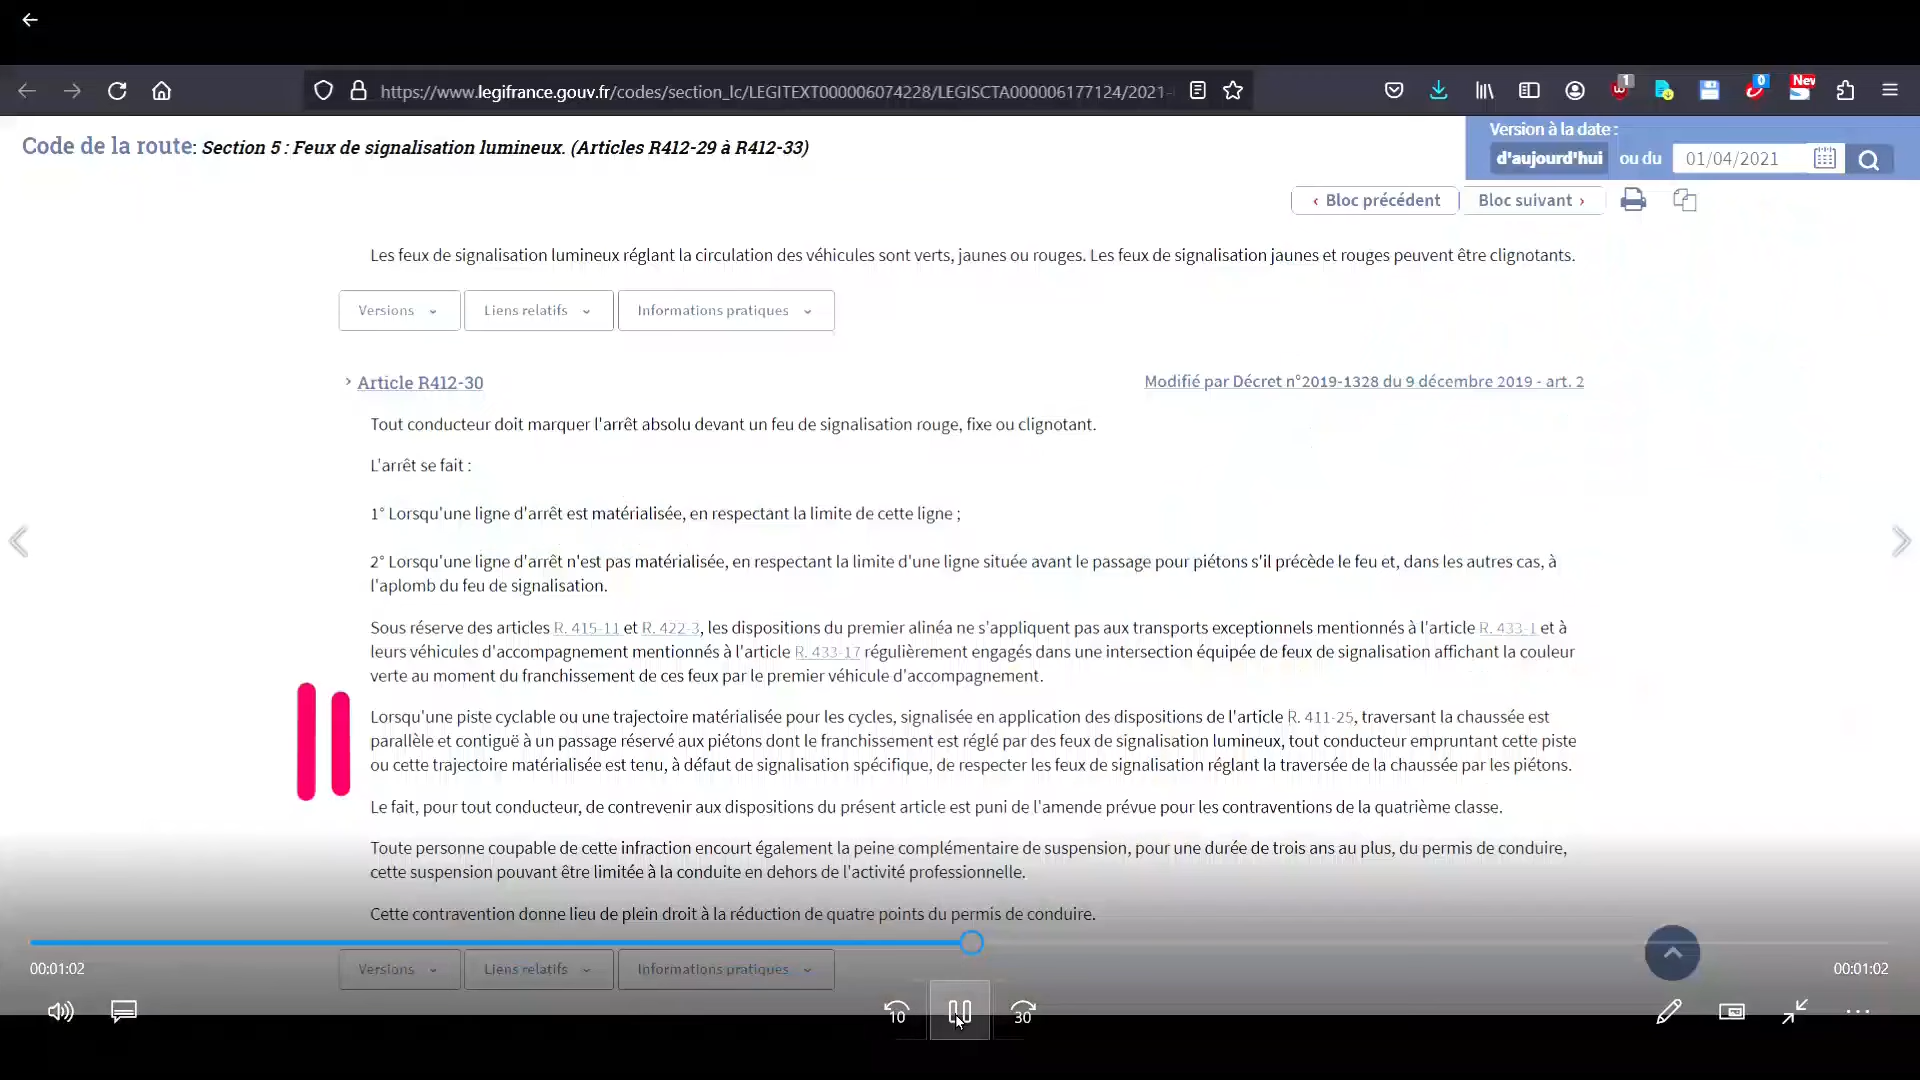 https://www.legifrance.gouv.fr/codes/section_lc/LEGITEXT000006074228/LEGISCTA000006177124/2021-
1
0
New
Code de la route: Section 5 : Feux de signalisation lumineux. (Articles R412-29 à R412-33)
Version à la date :
d'aujourd'hui ou du 01/04/2021
‹ Bloc précédent Bloc suivant ›
Les feux de signalisation lumineux réglant la circulation des véhicules sont verts, jaunes ou rouges. Les feux de signalisation jaunes et rouges peuvent être clignotants.
Versions Liens relatifs Informations pratiques
Article R412-30 Modifié par Décret n°2019-1328 du 9 décembre 2019 - art. 2
Tout conducteur doit marquer l'arrêt absolu devant un feu de signalisation rouge, fixe ou clignotant.
L'arrêt se fait :
1° Lorsqu'une ligne d'arrêt est matérialisée, en respectant la limite de cette ligne ;
2° Lorsqu'une ligne d'arrêt n'est pas matérialisée, en respectant la limite d'une ligne située avant le passage pour piétons s'il précède le feu et, dans les autres cas, à
l'aplomb du feu de signalisation.
Sous réserve des articles R. 415-11 et R. 422-3, les dispositions du premier alinéa ne s'appliquent pas aux transports exceptionnels mentionnés à l'article R. 433-1 et à
leurs véhicules d'accompagnement mentionnés à l'article R. 433-17 régulièrement engagés dans une intersection équipée de feux de signalisation affichant la couleur
verte au moment du franchissement de ces feux par le premier véhicule d'accompagnement.
Lorsqu'une piste cyclable ou une trajectoire matérialisée pour les cycles, signalisée en application des dispositions de l'article R. 411-25, traversant la chaussée est
parallèle et contiguë à un passage réservé aux piétons dont le franchissement est réglé par des feux de signalisation lumineux, tout conducteur empruntant cette piste
ou cette trajectoire matérialisée est tenu, à défaut de signalisation spécifique, de respecter les feux de signalisation réglant la traversée de la chaussée par les piétons.
Le fait, pour tout conducteur, de contrevenir aux dispositions du présent article est puni de l'amende prévue pour les contraventions de la quatrième classe.
Toute personne coupable de cette infraction encourt également la peine complémentaire de suspension, pour une durée de trois ans au plus, du permis de conduire,
cette suspension pouvant être limitée à la conduite en dehors de l'activité professionnelle.
Cette contravention donne lieu de plein droit à la réduction de quatre points du permis de conduire.
00:01:02 Versions Liens relatifs Informations pratiques 00:01:02
10 30